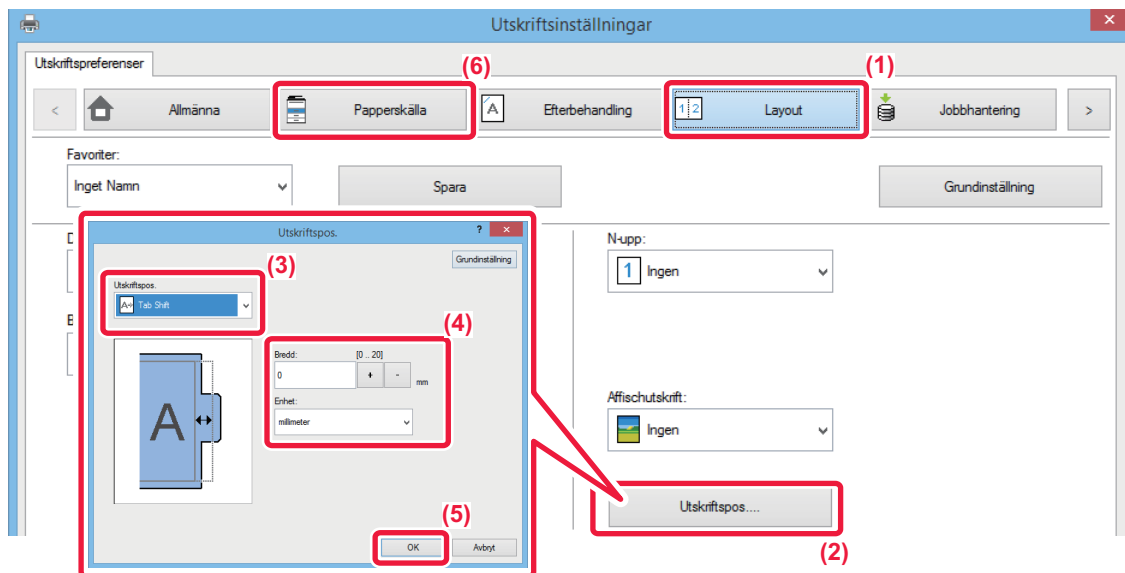 Utskriftsinställningar
Utskriftspreferenser
(6)
(1)
<
Allmänna
Papperskälla
A
Efterbehandling
1 2
Layout
Jobbhantering
>
Favoriter:
Inget Namn
Spara
Grundinställning
D
B
Utskriftspos.
?
Grundinställning
(3)
Utskriftspos.
A Tab Shift
(4)
Bredd: [0 .. 20]
0 + - mm
Enhet:
millimeter
A
(5)
OK
Avbryt
N-upp:
1 Ingen
Affischutskrift:
Ingen
Utskriftspos....
(2)